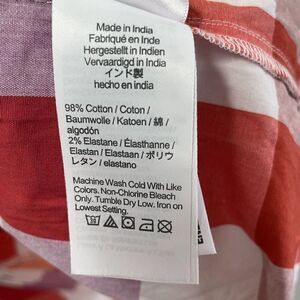 Made in India
Fabriqué en Inde
Hergestellt in Indien
Vervaardigd in India
インド製
hecho en india
98% Cotton / Coton /
Baumwolle / Katoen / 綿 /
algodón
2% Elastane / Élasthanne /
Elastan / Elastaan / ポリウ
レタン / elastano
Machine Wash Cold With Like
Colors. Non-Chlorine Bleach
Only. Tumble Dry Low. Iron on
Lowest Setting.